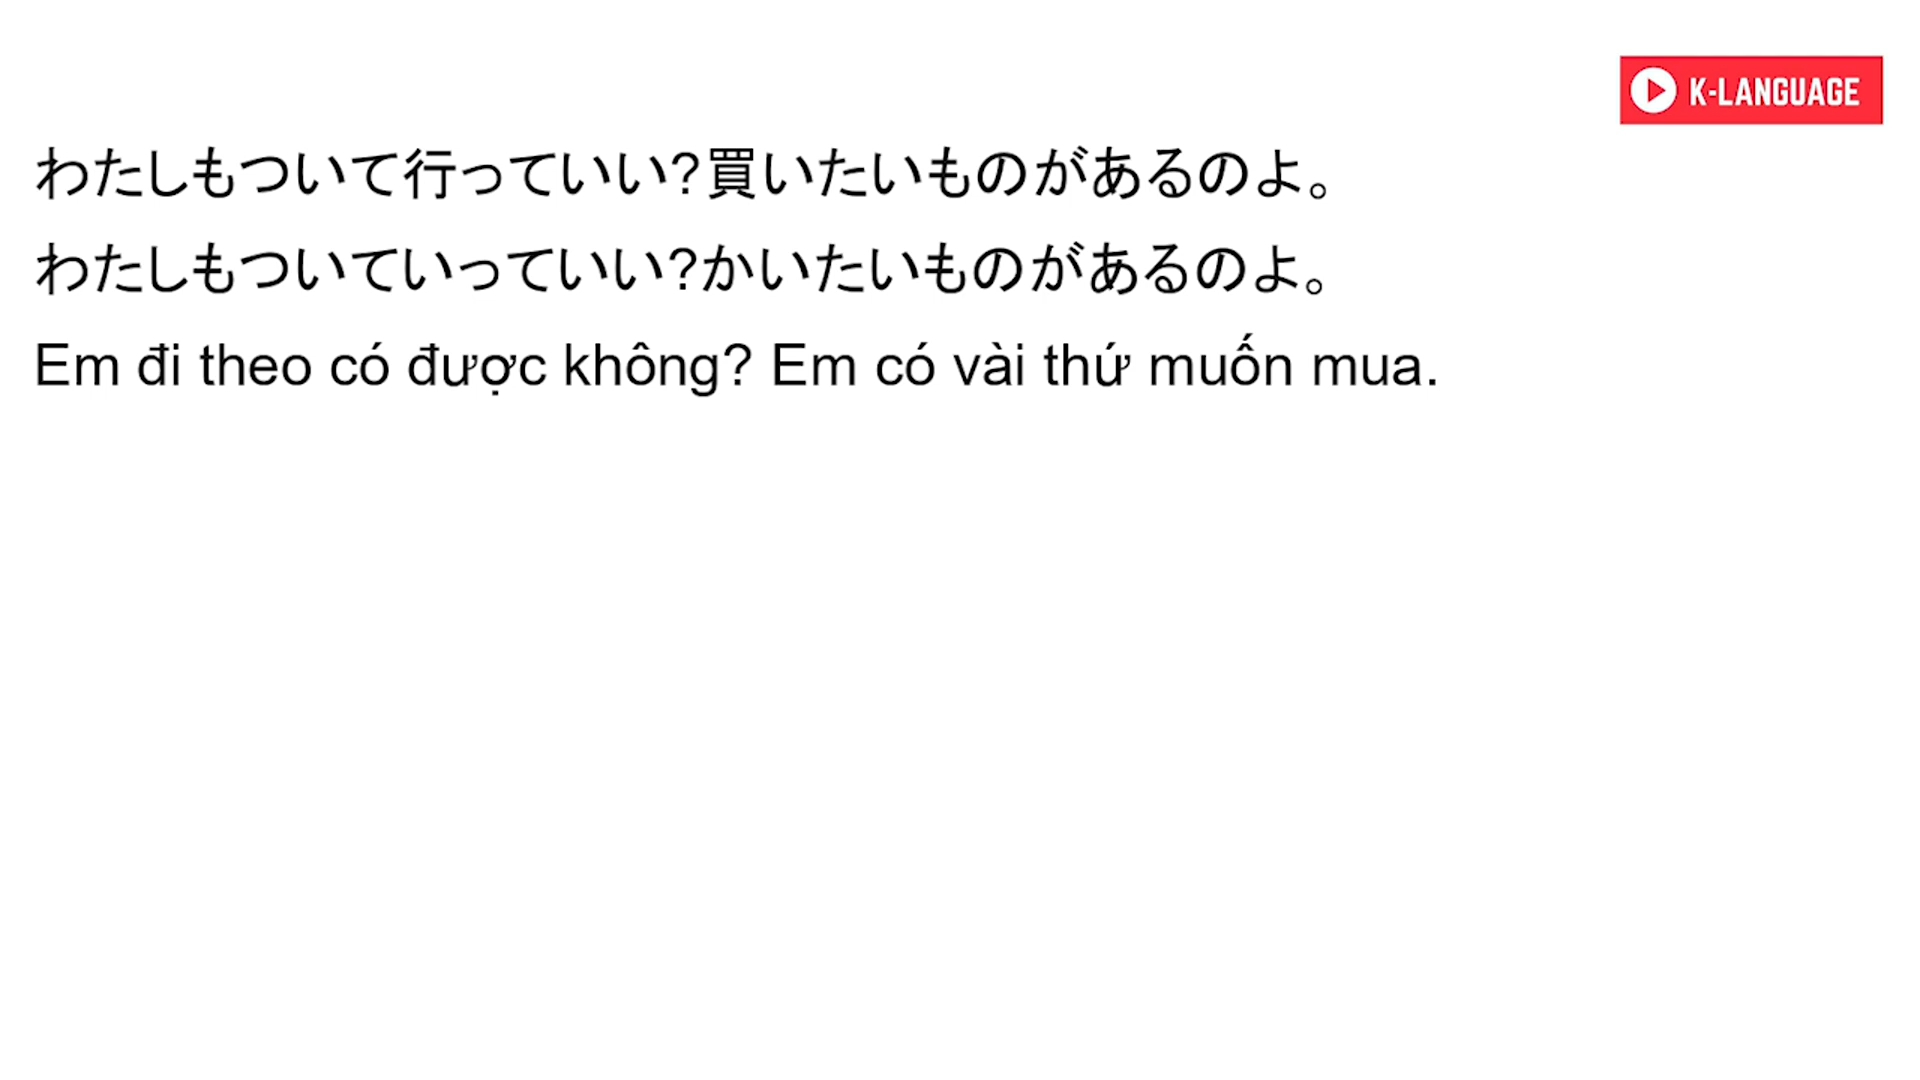 K-LANGUAGE
わたしもついて行っていい?買いたいものがあるのよ。
わたしもついていっていい?かいたいものがあるのよ。
Em đi theo có được không? Em có vài thứ muốn mua.